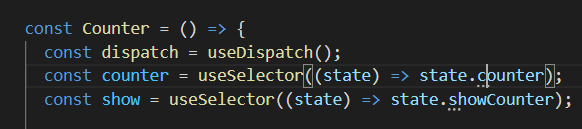 const Counter = () => {
const dispatch = useDispatch();
const counter = useSelector((state) => state.counter);
const show = useSelector((state) => state.showCounter);